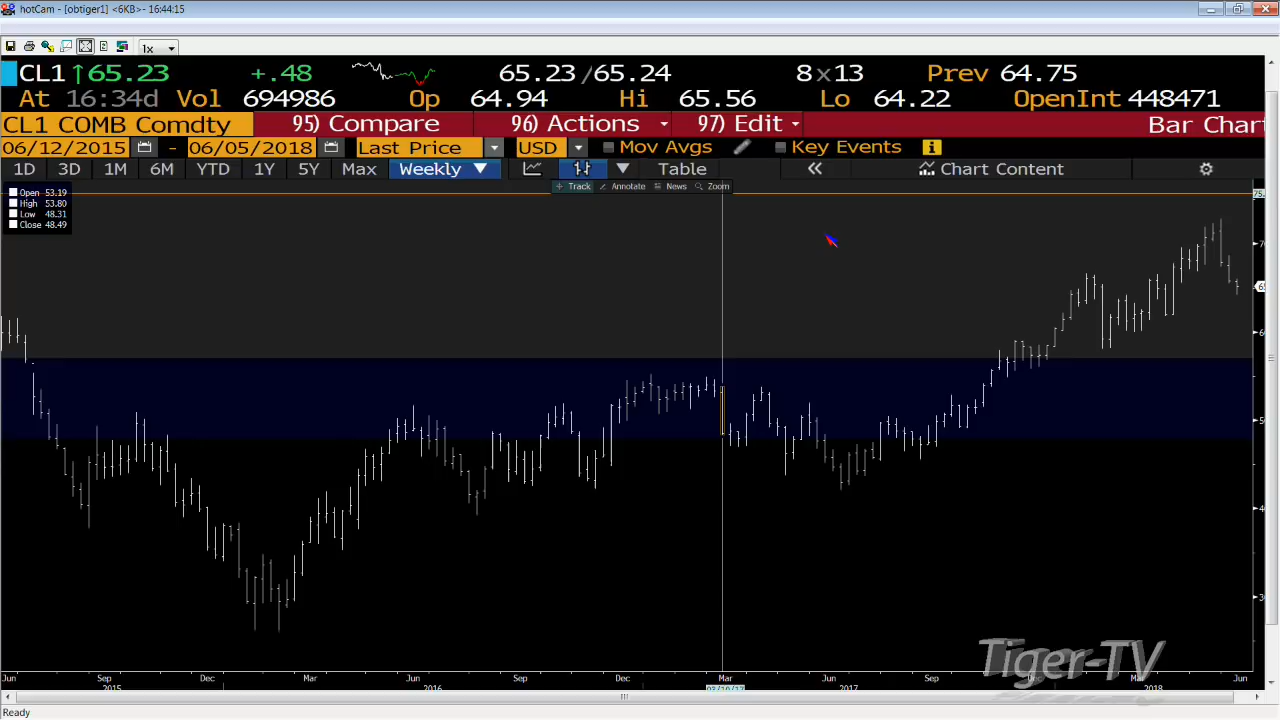 hotCam - [obtiger1] <6KB> - 16:44:15
1x
CL1 ↑65.23 +.48 65.23/65.24 8x13 Prev 64.75
At 16:34d Vol 694986 Op 64.94 Hi 65.56 Lo 64.22 OpenInt 448471
CL1 COMB Comdty 95) Compare 96) Actions 97) Edit Bar Chart
06/12/2015 - 06/05/2018 Last Price USD Mov Avgs Key Events
1D 3D 1M 6M YTD 1Y 5Y Max Weekly Table « Chart Content
Track Annotate News Zoom
Open 53.19
High 53.80
Low 48.31
Close 48.49
Tiger-TV
Jun Sep Dec Mar Jun Sep Dec Mar Jun Sep Dec Mar Jun
2015 2016 03/10/17 2017 2018
Ready